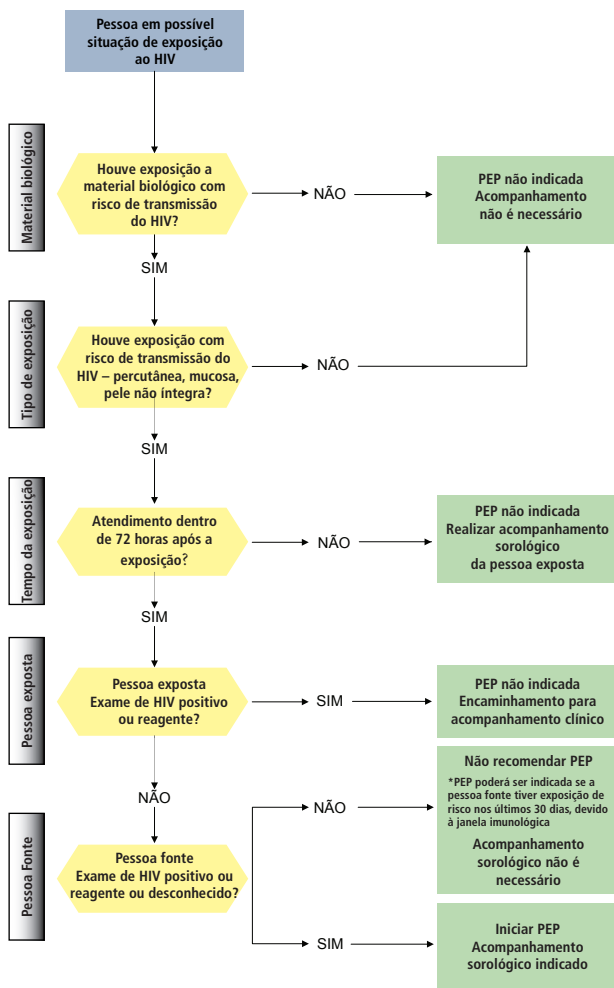 Pessoa em possível
situação de exposição
ao HIV
Material biológico
Houve exposição a
material biológico com
risco de transmissão
do HIV?
NÃO
PEP não indicada
Acompanhamento
não é necessário
SIM
Tipo de exposição
Houve exposição com
risco de transmissão do
HIV – percutânea, mucosa,
pele não íntegra?
NÃO
SIM
Tempo da exposição
Atendimento dentro
de 72 horas após a
exposição?
NÃO
PEP não indicada
Realizar acompanhamento
sorológico
da pessoa exposta
SIM
Pessoa exposta
Pessoa exposta
Exame de HIV positivo
ou reagente?
SIM
PEP não indicada
Encaminhamento para
acompanhamento clínico
NÃO
Pessoa Fonte
Pessoa fonte
Exame de HIV positivo ou
reagente ou desconhecido?
NÃO
Não recomendar PEP
*PEP poderá ser indicada se a
pessoa fonte tiver exposição de
risco nos últimos 30 dias, devido
à janela imunológica
Acompanhamento
sorológico não é
necessário
SIM
Iniciar PEP
Acompanhamento
sorológico indicado